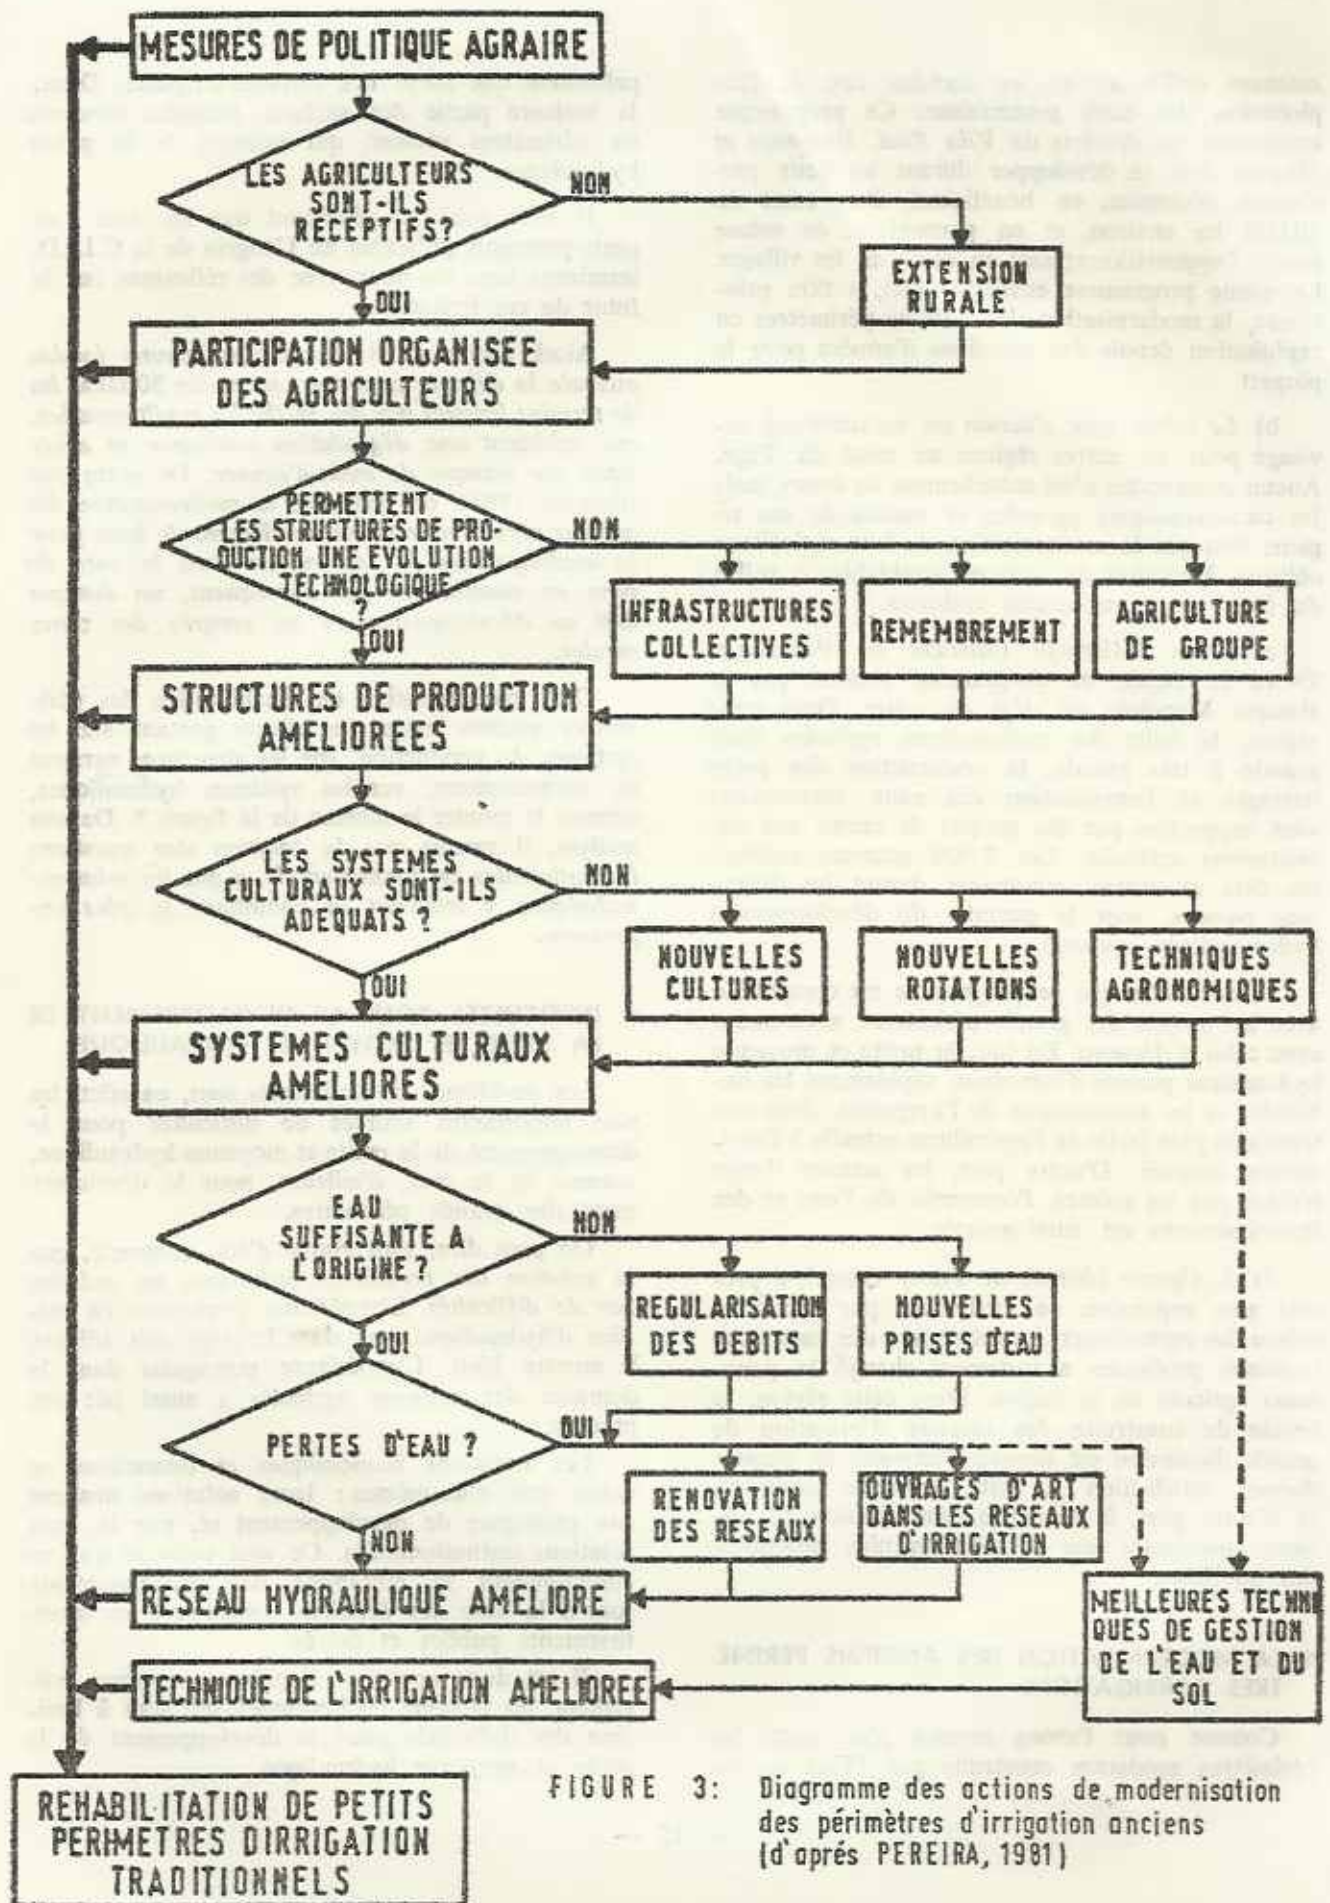 MESURES DE POLITIQUE AGRAIRE
LES AGRICULTEURS
SONT-ILS
RECEPTIFS?
NON
EXTENSION
RURALE
OUI
PARTICIPATION ORGANISEE
DES AGRICULTEURS
PERMETTENT
LES STRUCTURES DE PRO-
DUCTION UNE EVOLUTION
TECHNOLOGIQUE
?
NON
INFRASTRUCTURES
COLLECTIVES
REMEMBREMENT
AGRICULTURE
DE GROUPE
OUI
STRUCTURES DE PRODUCTION
AMELIOREES
LES SYSTEMES
CULTURAUX SONT-ILS
ADEQUATS ?
NON
NOUVELLES
CULTURES
NOUVELLES
ROTATIONS
TECHNIQUES
AGRONOMIQUES
OUI
SYSTEMES CULTURAUX
AMELIORES
EAU
SUFFISANTE A
L'ORIGINE ?
NON
REGULARISATION
DES DEBITS
NOUVELLES
PRISES D'EAU
OUI
PERTES D'EAU ?
OUI
RENOVATION
DES RESEAUX
OUVRAGES D'ART
DANS LES RESEAUX
D'IRRIGATION
NON
RESEAU HYDRAULIQUE AMELIORE
MEILLEURES TECHNI
QUES DE GESTION
DE L'EAU ET DU
SOL
TECHNIQUE DE L'IRRIGATION AMELIOREE
REHABILITATION DE PETITS
PERIMETRES D'IRRIGATION
TRADITIONNELS
FIGURE 3: Diagramme des actions de modernisation
des périmètres d'irrigation anciens
(d'aprés PEREIRA, 1981)